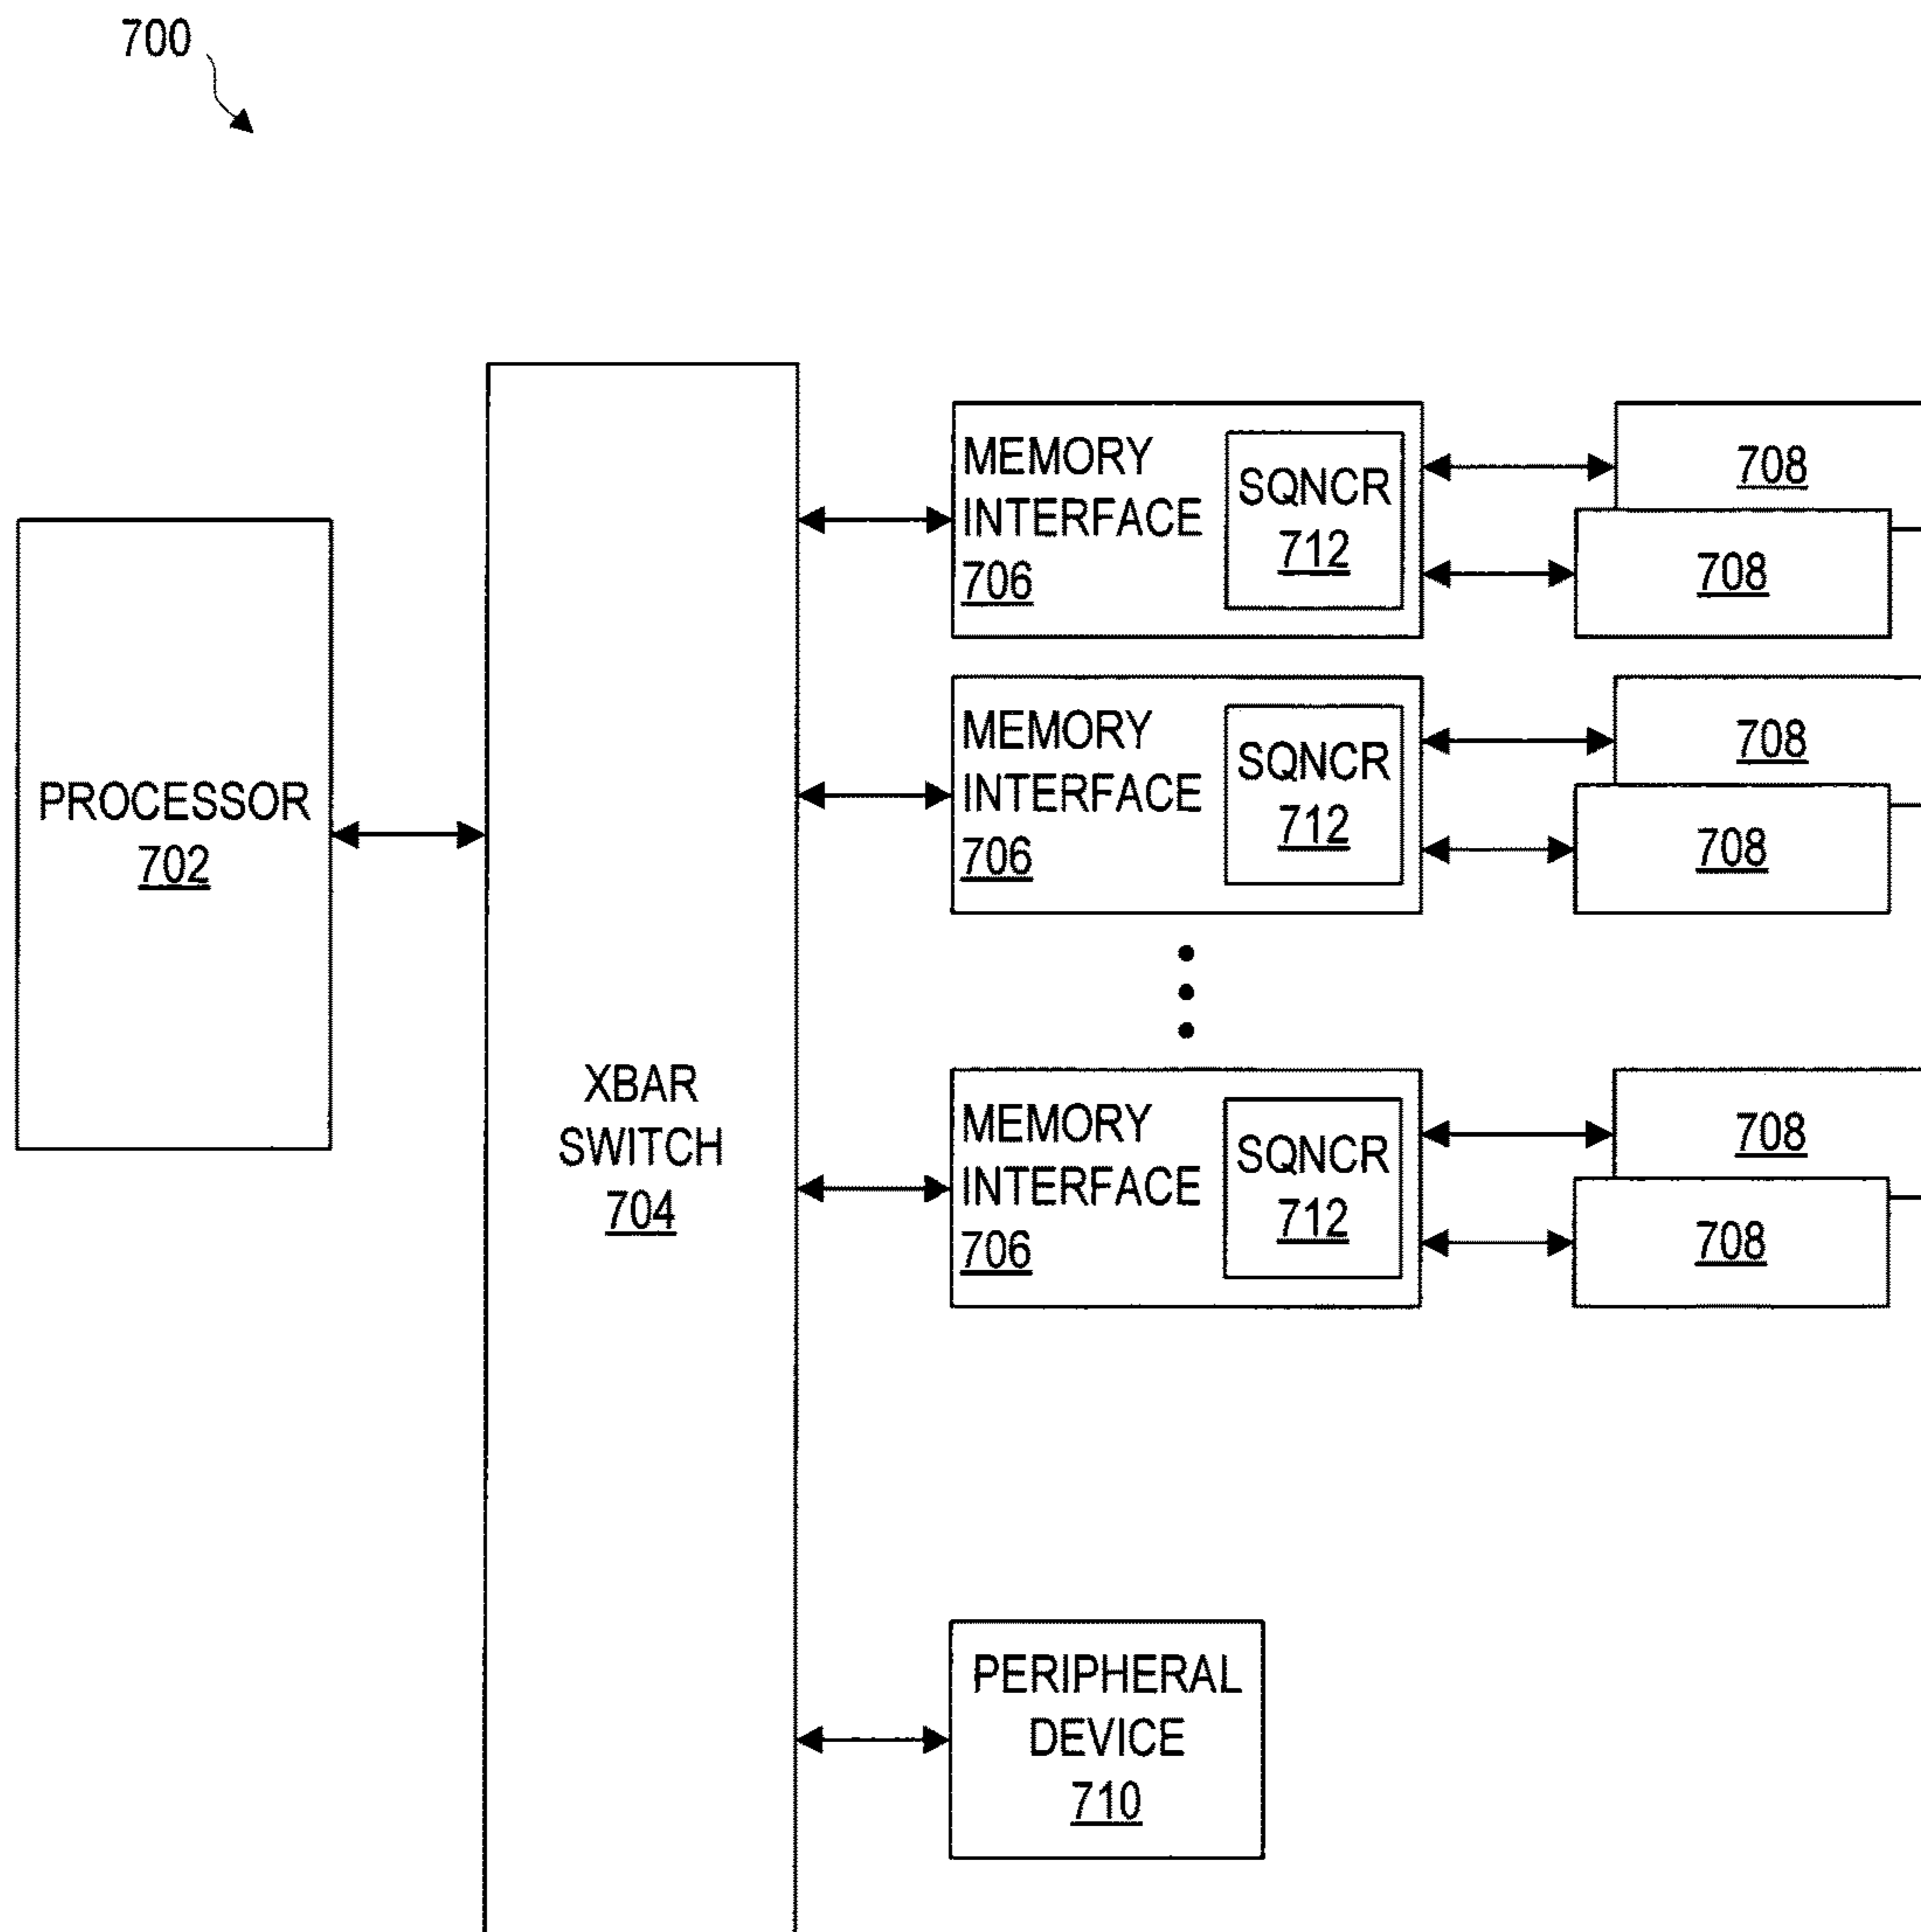 700
PROCESSOR
702
XBAR
SWITCH
704
MEMORY
INTERFACE
706
SQNCR
712
708
708
MEMORY
INTERFACE
706
SQNCR
712
708
708
MEMORY
INTERFACE
706
SQNCR
712
708
708
PERIPHERAL
DEVICE
710